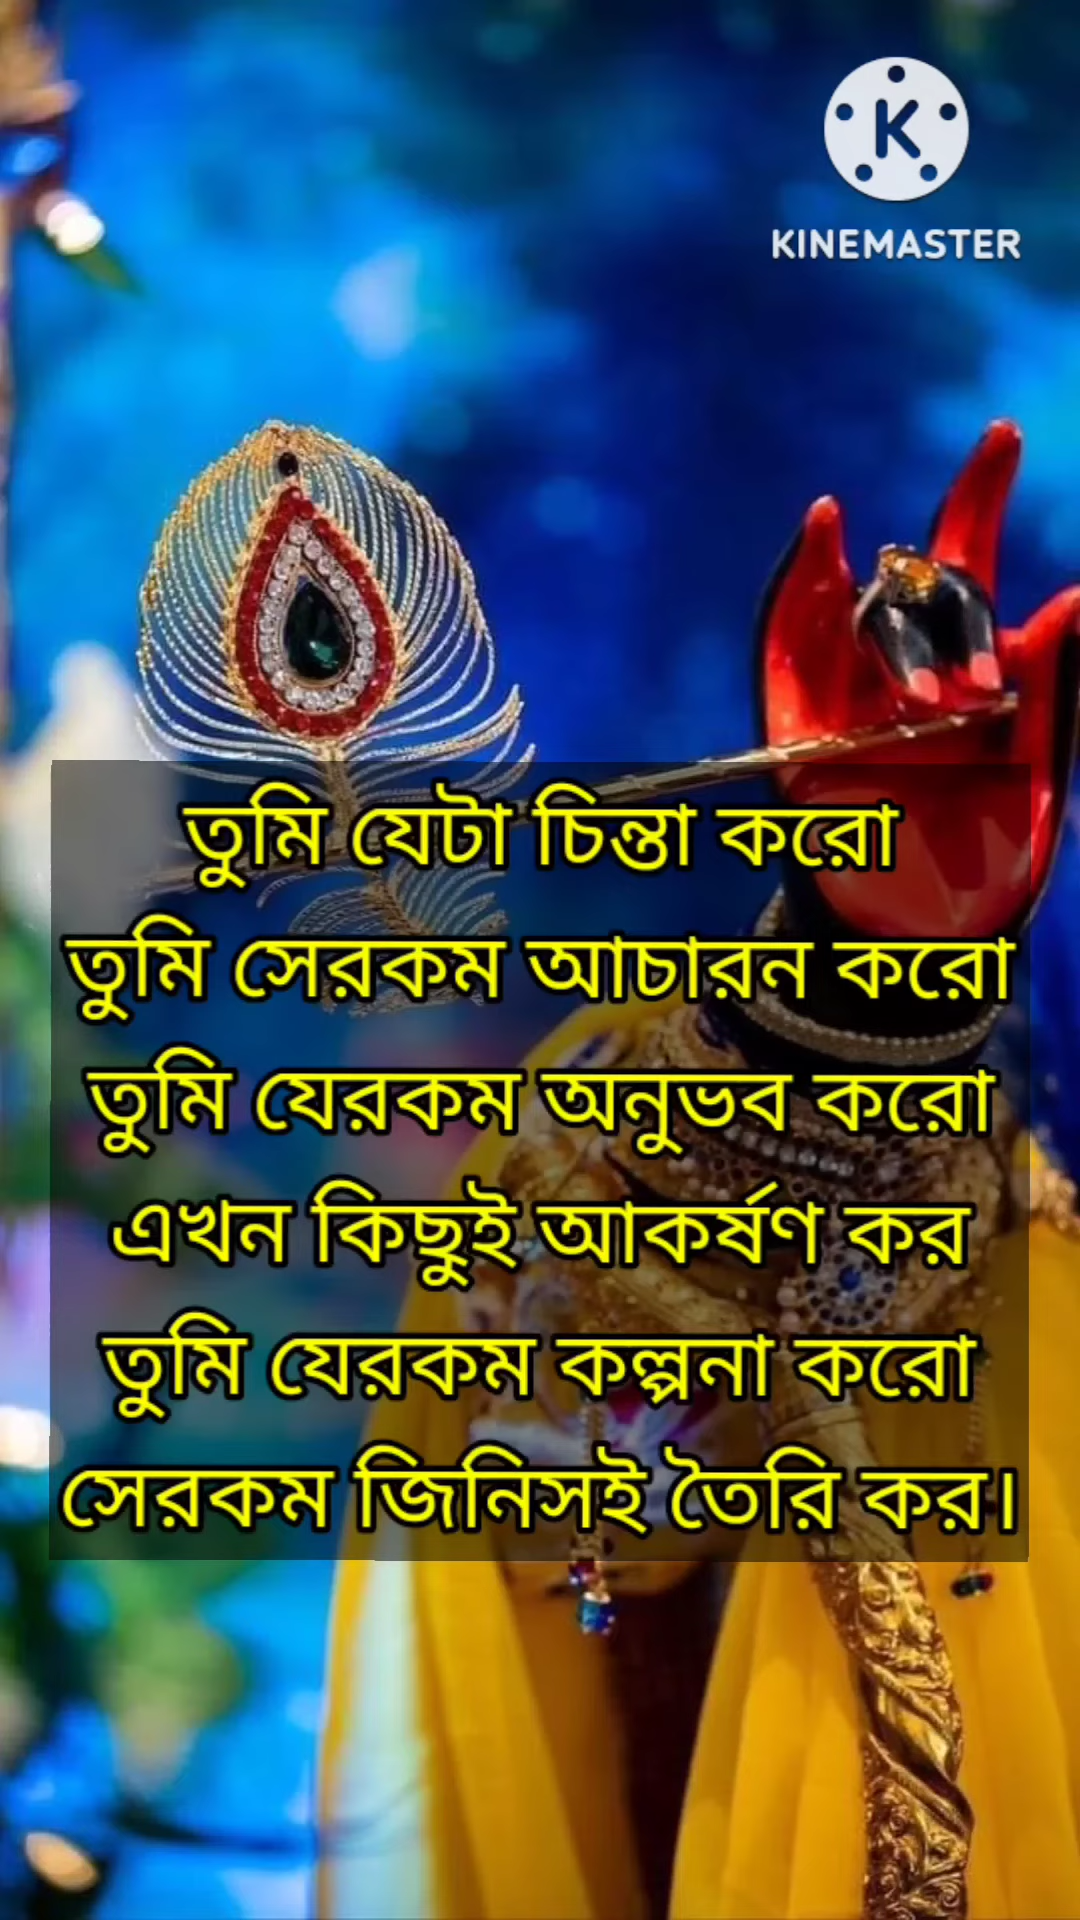 KINEMASTER
তুমি যেটা চিন্তা করো
তুমি সেরকম আচারন করো
তুমি যেরকম অনুভব করো
এখন কিছুই আকর্ষণ কর
তুমি যেরকম কল্পনা করো
সেরকম জিনিসই তৈরি কর।